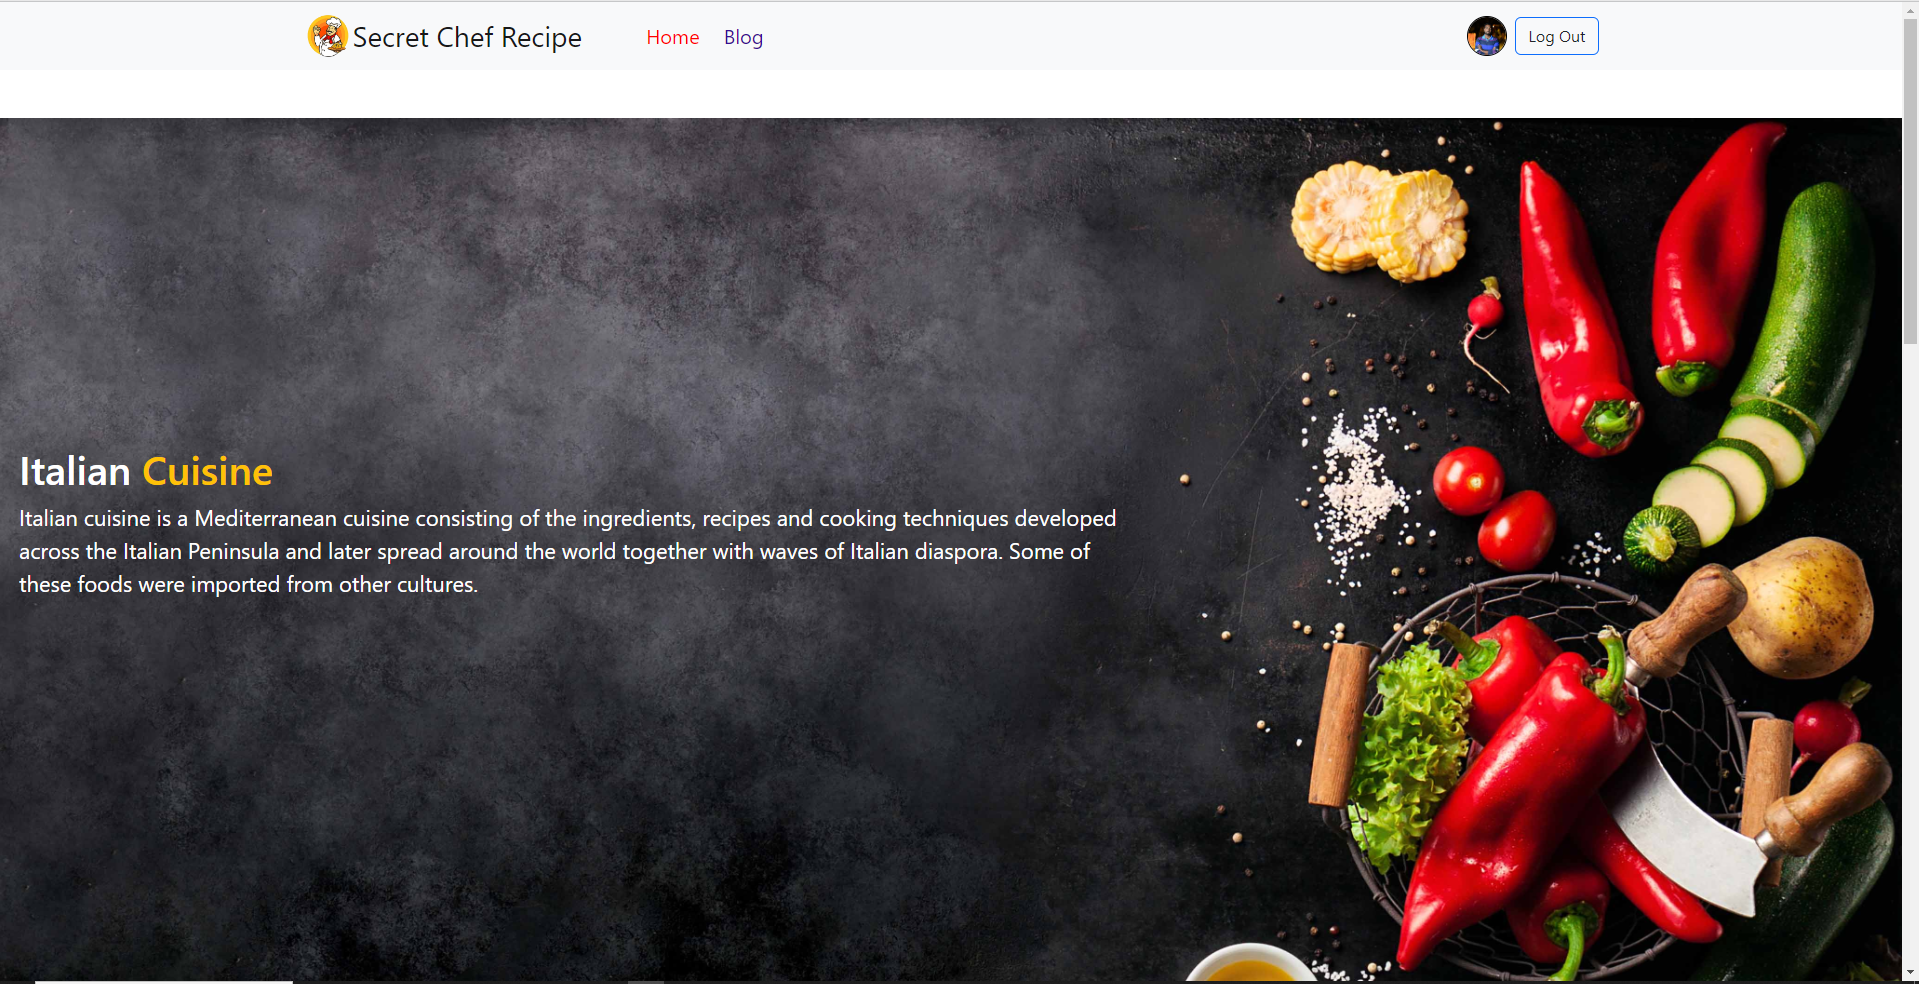 Secret Chef Recipe Home Blog Log Out
Italian Cuisine
Italian cuisine is a Mediterranean cuisine consisting of the ingredients, recipes and cooking techniques developed
across the Italian Peninsula and later spread around the world together with waves of Italian diaspora. Some of
these foods were imported from other cultures.